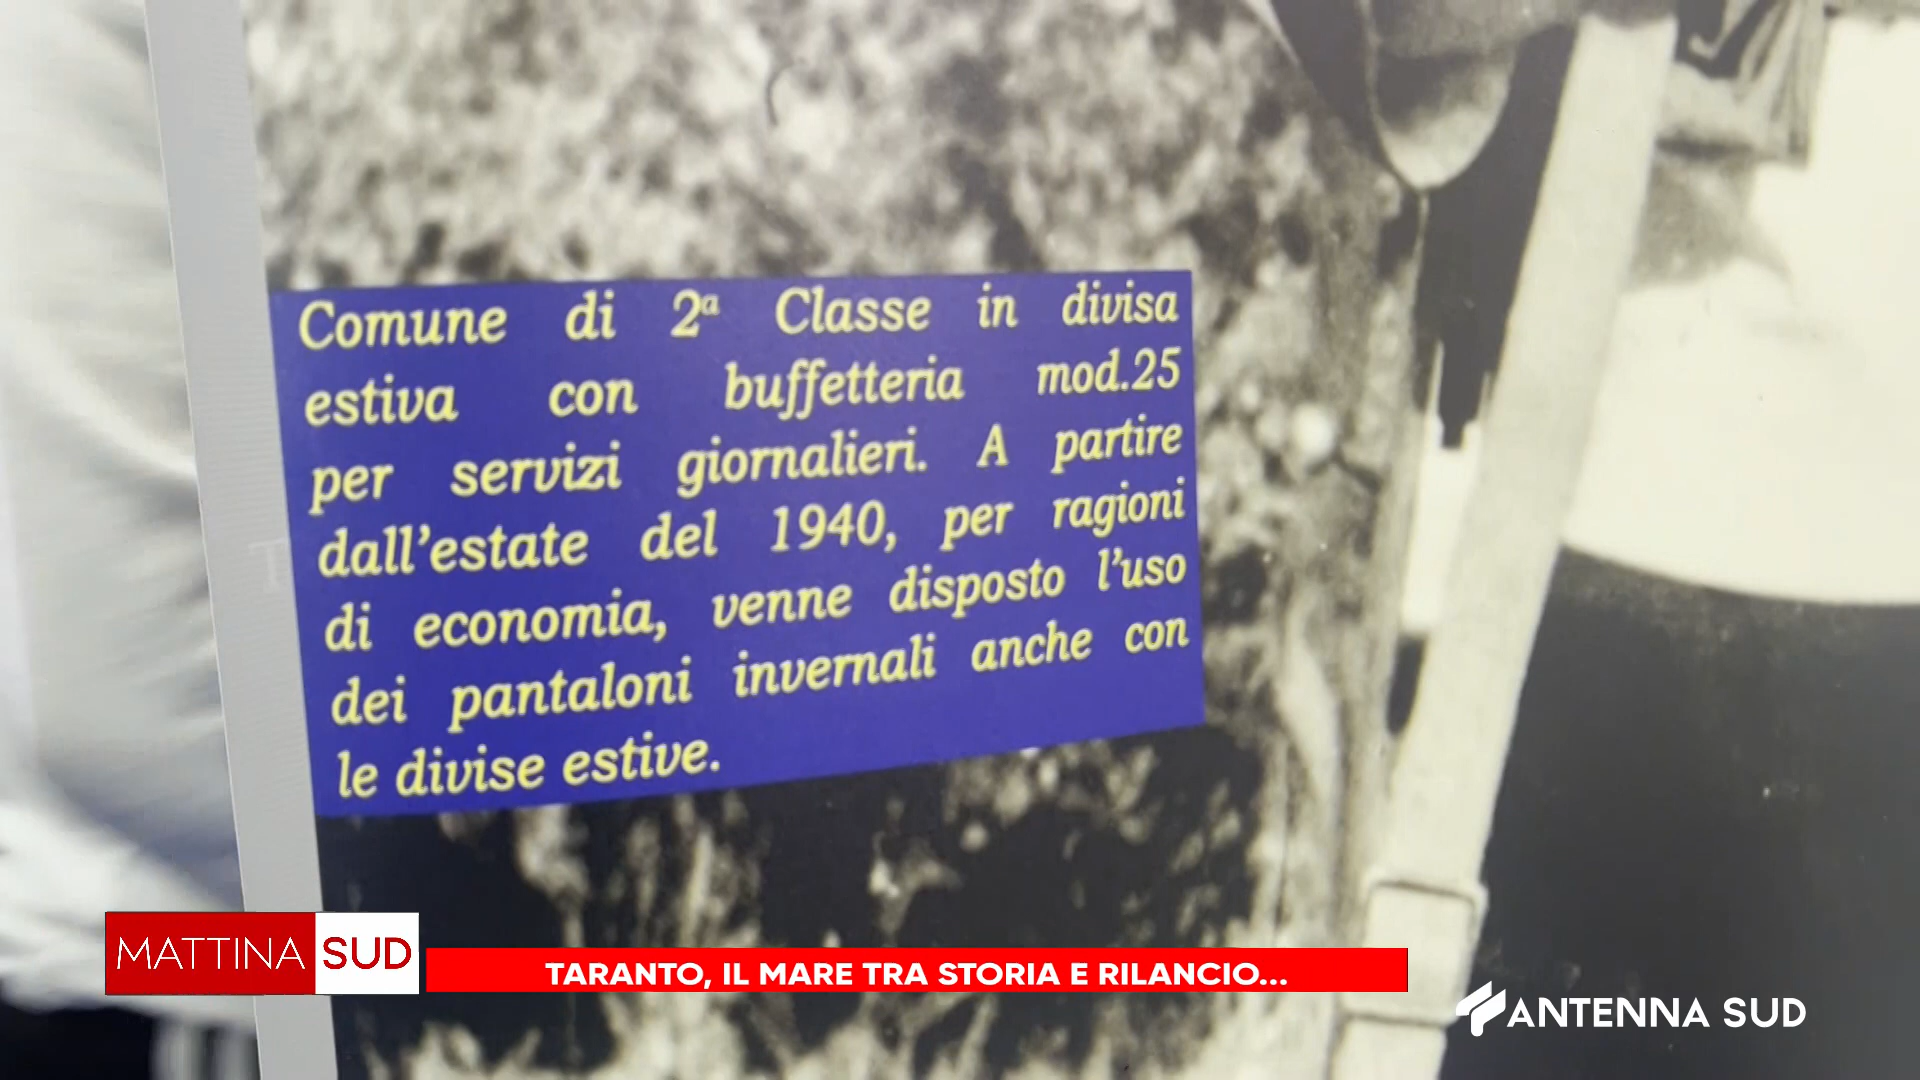 Comune di 2ª Classe in divisa
estiva con buffetteria mod.25
per servizi giornalieri. A partire
dall'estate del 1940, per ragioni
di economia, venne disposto l'uso
dei pantaloni invernali anche con
le divise estive.
MATTINA SUD
TARANTO, IL MARE TRA STORIA E RILANCIO...
ANTENNA SUD